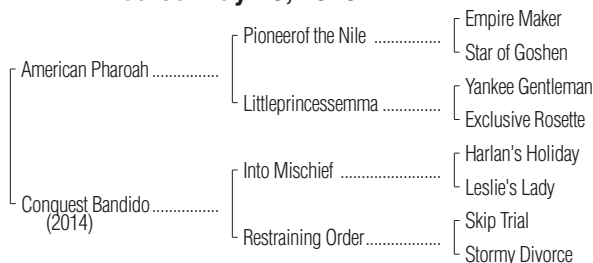 Pioneerof the Nile ................
Empire Maker
Star of Goshen
American Pharoah ...............
Littleprincessemma ..............
Yankee Gentleman
Exclusive Rosette
Into Mischief ....................
Harlan's Holiday
Leslie's Lady
Conquest Bandido ...............
(2014)
Restraining Order...............
Skip Trial
Stormy Divorce